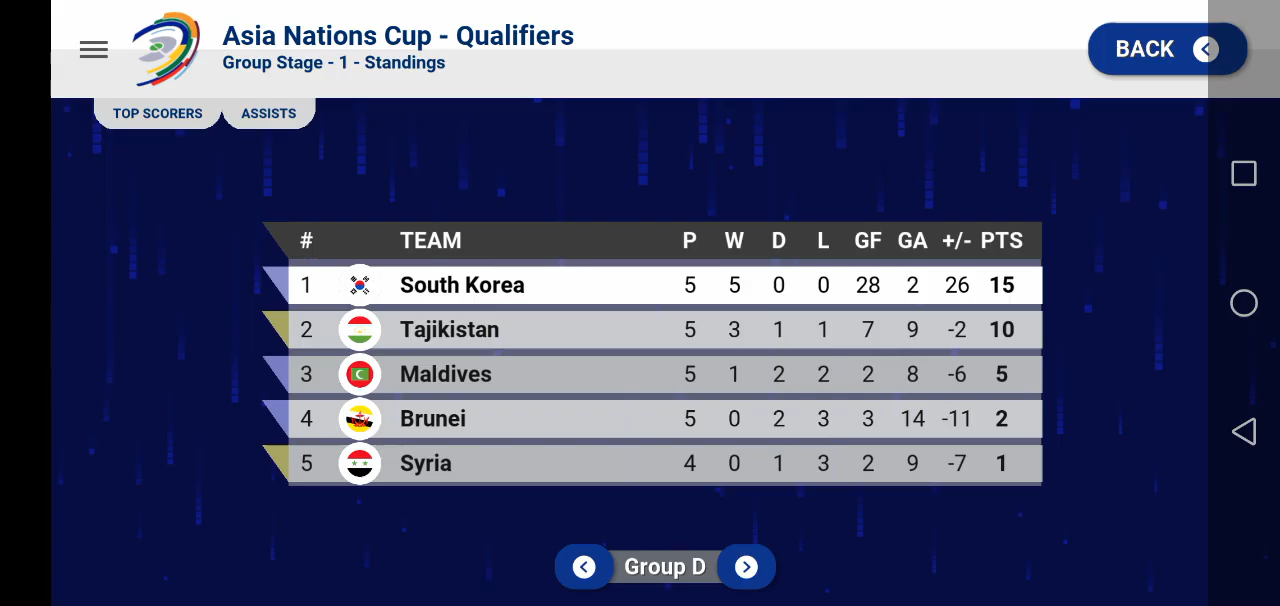 Asia Nations Cup - Qualifiers
Group Stage - 1 - Standings
BACK
TOP SCORERS ASSISTS
# TEAM P W D L GF GA +/- PTS
1 South Korea 5 5 0 0 28 2 26 15
2 Tajikistan 5 3 1 1 7 9 -2 10
3 Maldives 5 1 2 2 2 8 -6 5
4 Brunei 5 0 2 3 3 14 -11 2
5 Syria 4 0 1 3 2 9 -7 1
Group D